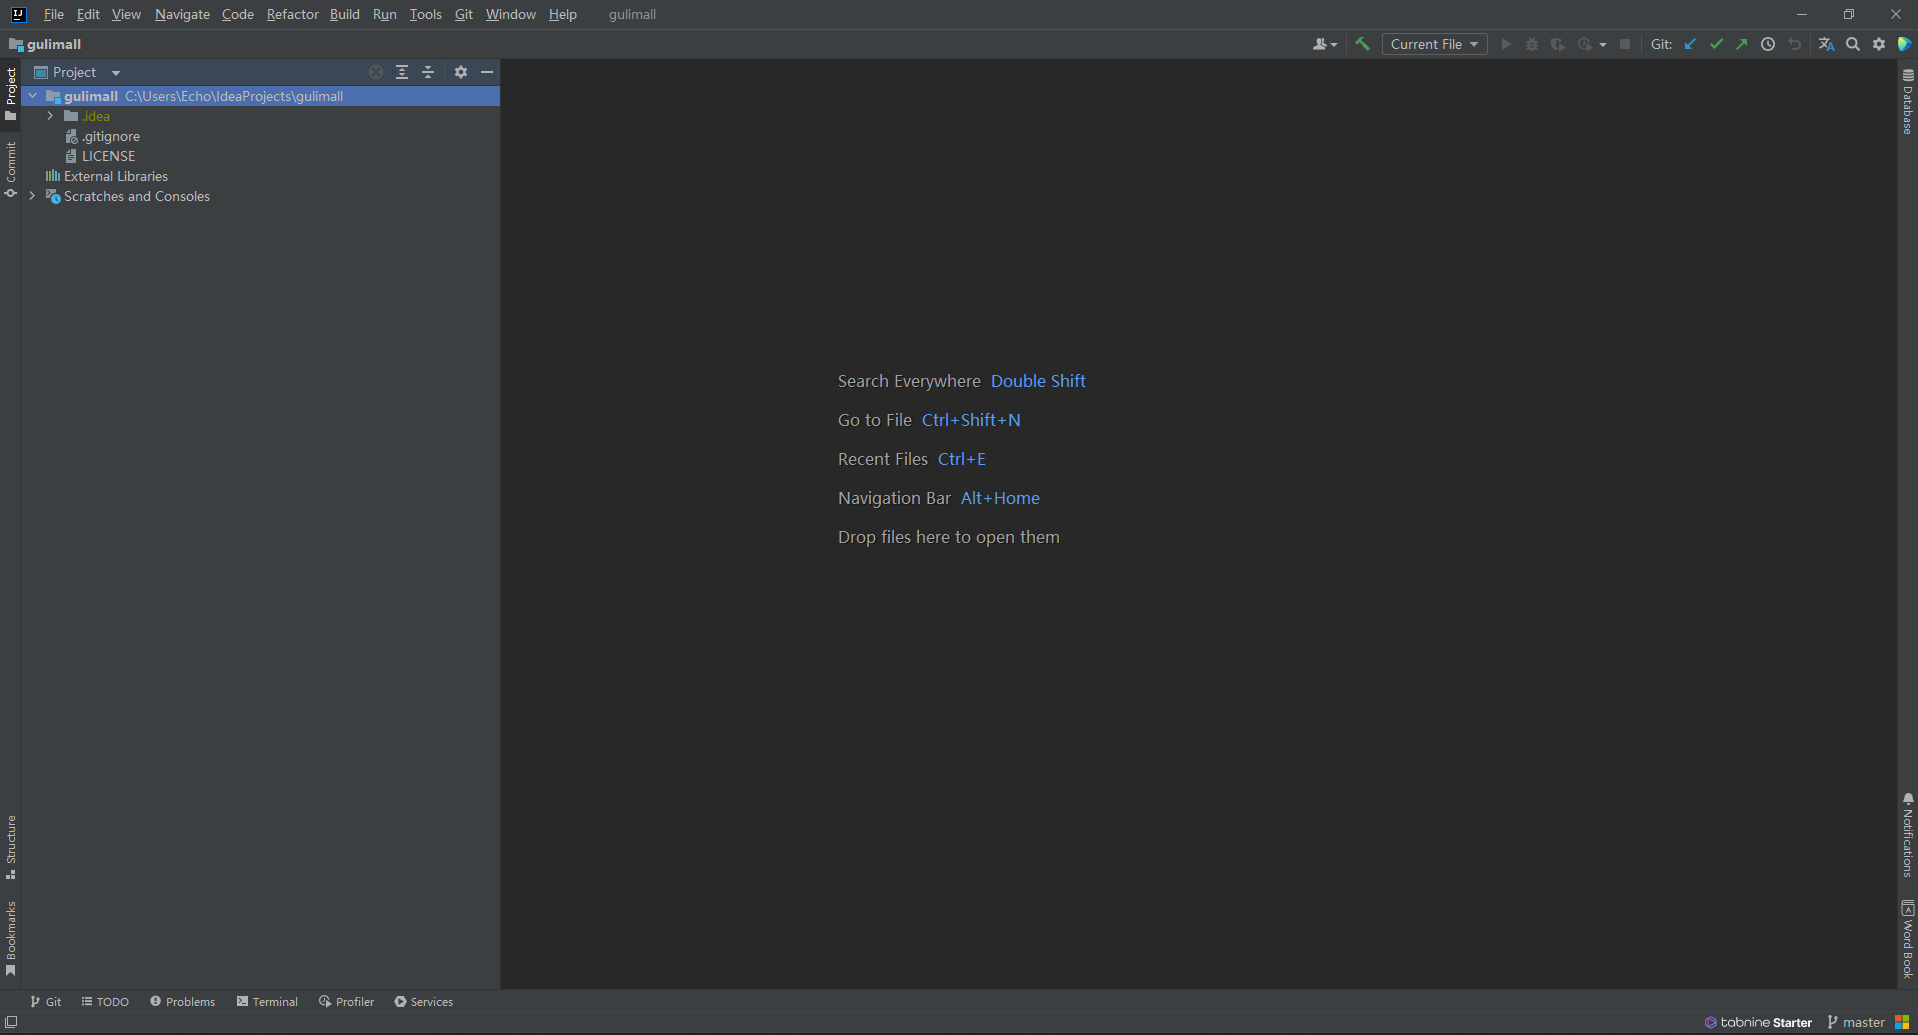 File Edit View Navigate Code Refactor Build Run Tools Git Window Help gulimall
gulimall
Current File
Git:
Project
gulimall C:\Users\Echo\IdeaProjects\gulimall
.idea
.gitignore
LICENSE
External Libraries
Scratches and Consoles
Project
Commit
Structure
Bookmarks
Search Everywhere Double Shift
Go to File Ctrl+Shift+N
Recent Files Ctrl+E
Navigation Bar Alt+Home
Drop files here to open them
Database
Notifications
Word Book
Git TODO Problems Terminal Profiler Services
tabnine Starter master